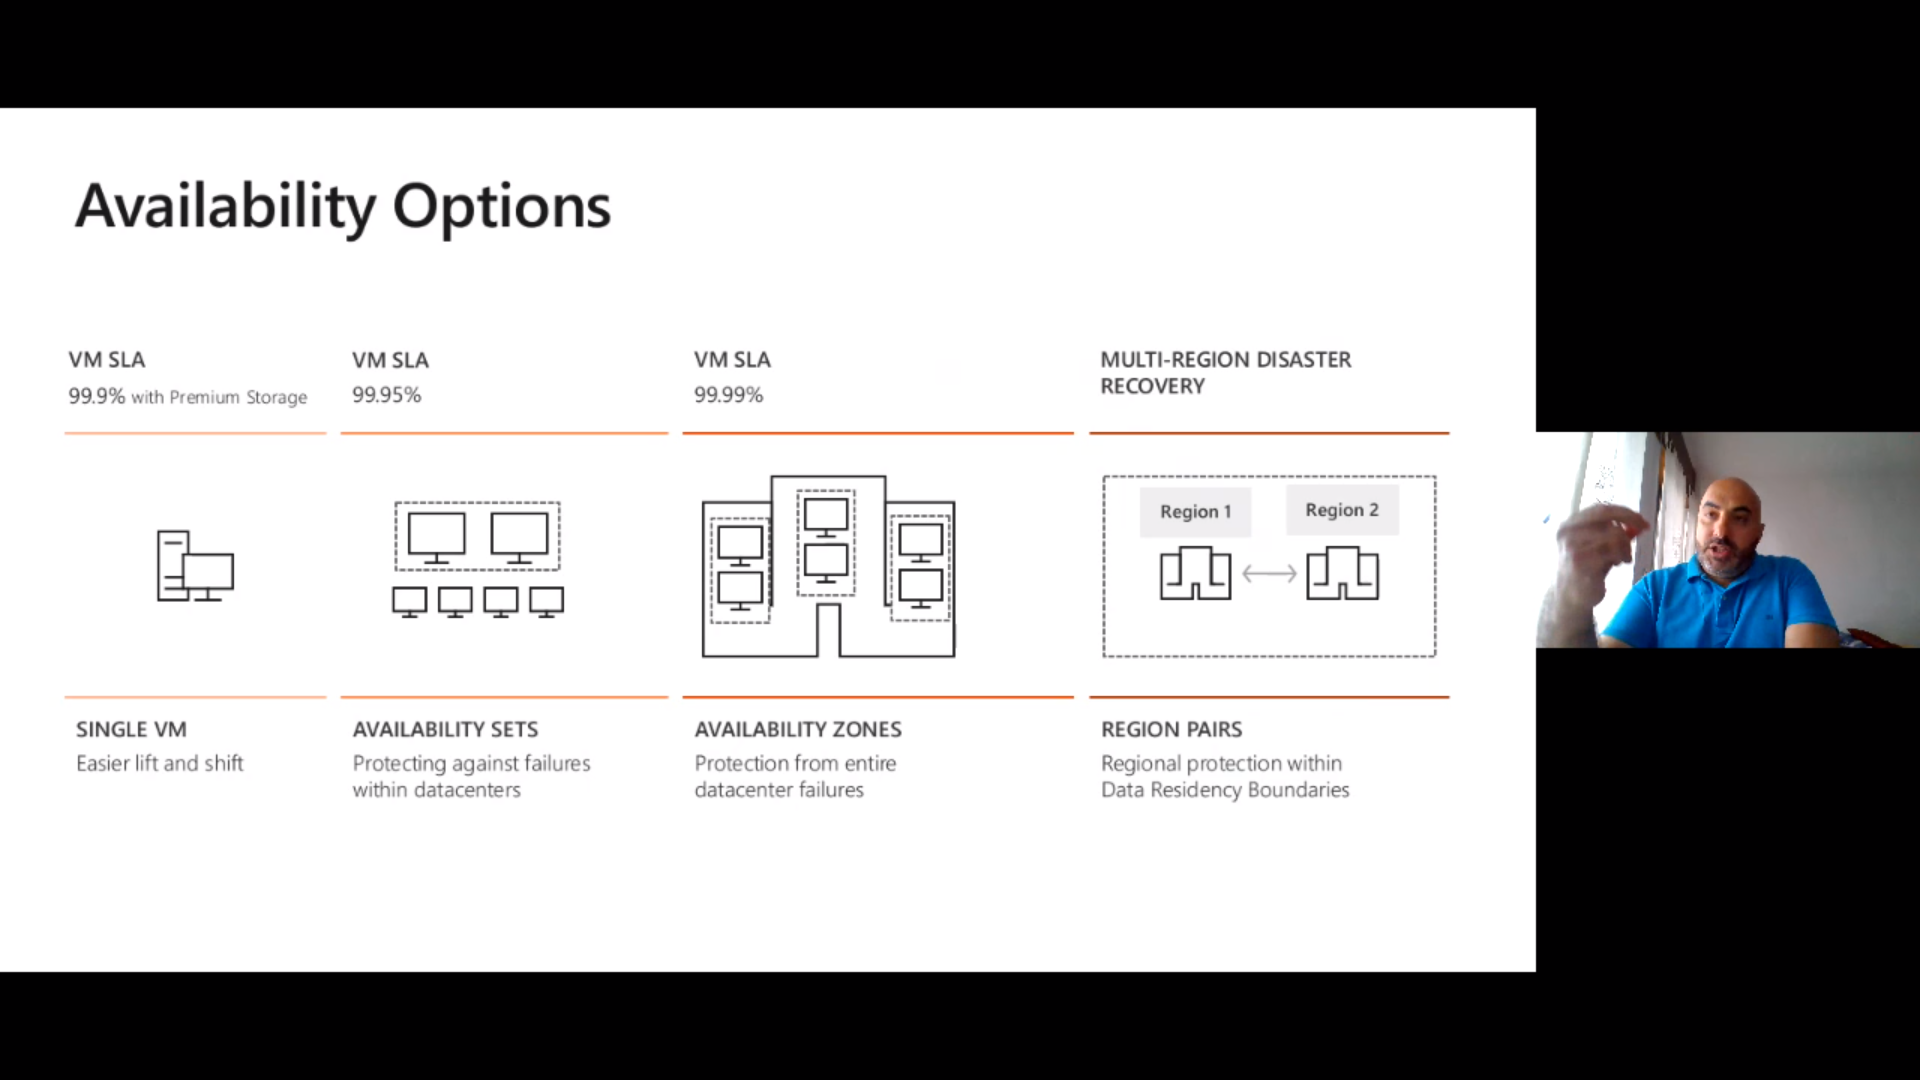 Availability Options
VM SLA
99.9% with Premium Storage
VM SLA
99.95%
VM SLA
99.99%
MULTI-REGION DISASTER
RECOVERY
Region 1
Region 2
SINGLE VM
Easier lift and shift
AVAILABILITY SETS
Protecting against failures
within datacenters
AVAILABILITY ZONES
Protection from entire
datacenter failures
REGION PAIRS
Regional protection within
Data Residency Boundaries